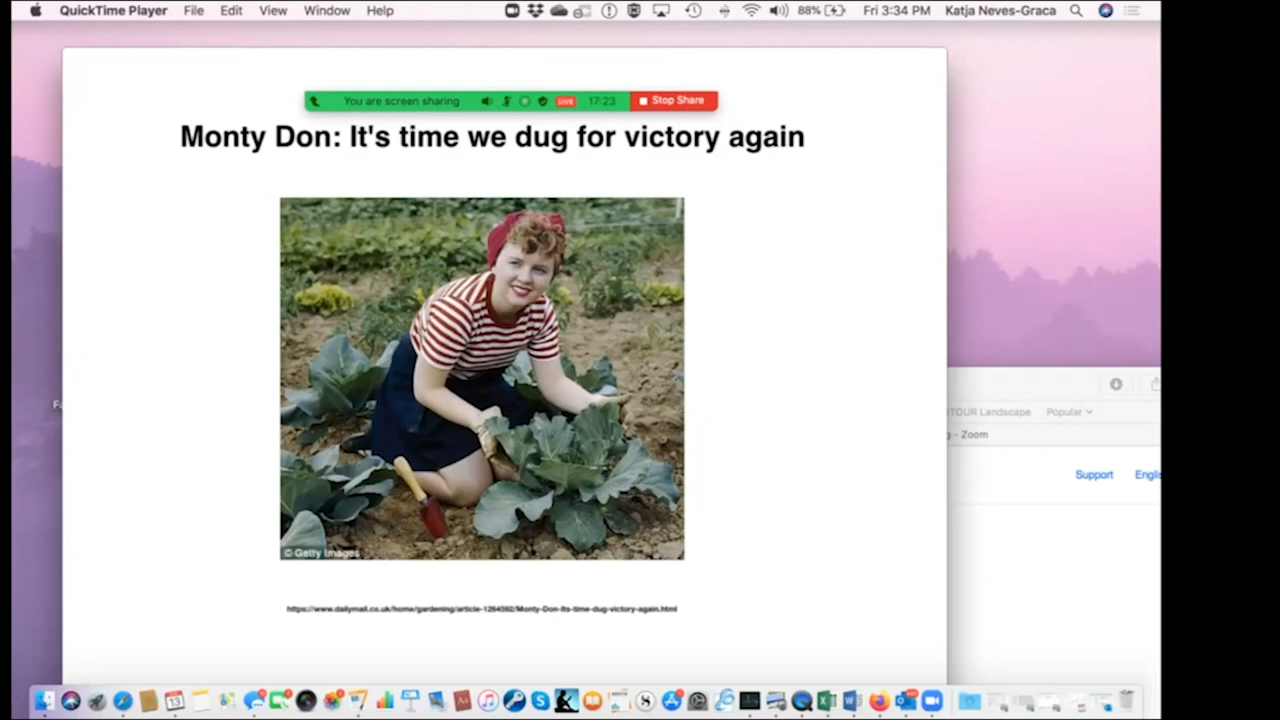 QuickTime Player File Edit View Window Help 88% Fri 3:34 PM Katja Neves-Graca
You are screen sharing LIVE 17:23 Stop Share
Monty Don: It's time we dug for victory again
© Getty Images
https://www.dailymail.co.uk/home/gardening/article-1264592/Monty-Don-Its-time-dug-victory-again.html
TOUR Landscape Popular
g - Zoom
Support Englis
13